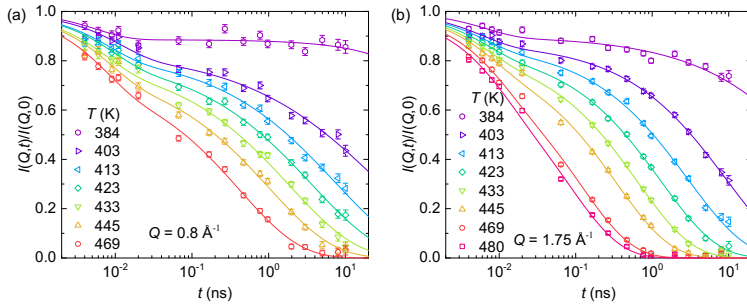 (a)
1.0
0.8
0.6
0.4
0.2
0.0
I(Q,t)/I(Q,0)
T (K)
384
403
413
423
433
445
469
Q = 0.8 Å⁻¹
10⁻² 10⁻¹ 10⁰ 10¹
t (ns)
(b)
1.0
0.8
0.6
0.4
0.2
0.0
I(Q,t)/I(Q,0)
T (K)
384
403
413
423
433
445
469
480
Q = 1.75 Å⁻¹
10⁻² 10⁻¹ 10⁰ 10¹
t (ns)